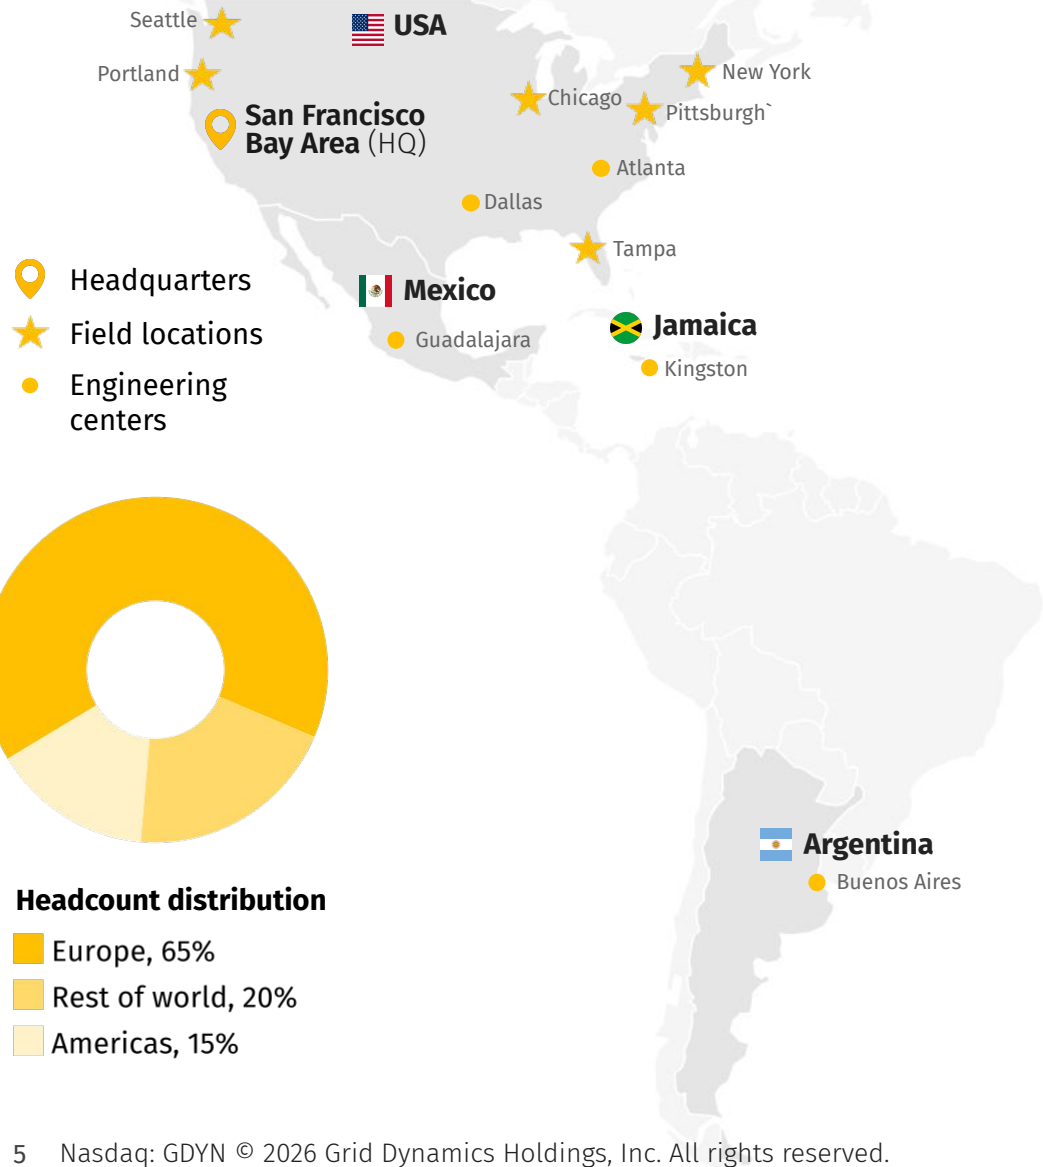 Seattle
USA
Portland
New York
Chicago
Pittsburgh`
San Francisco
Bay Area (HQ)
Atlanta
Dallas
Tampa
Headquarters
Field locations
Engineering
centers
Mexico
Guadalajara
Jamaica
Kingston
Argentina
Buenos Aires
Headcount distribution
Europe, 65%
Rest of world, 20%
Americas, 15%
5 Nasdaq: GDYN © 2026 Grid Dynamics Holdings, Inc. All rights reserved.